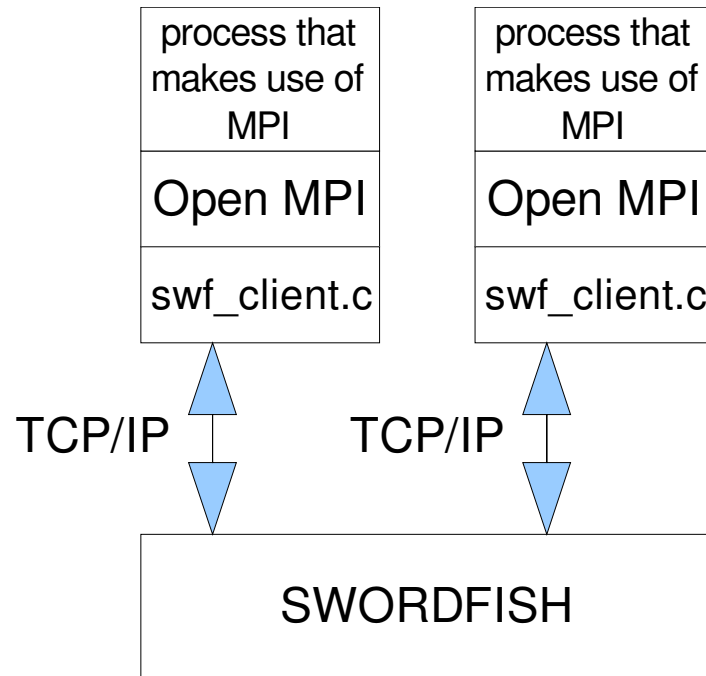 process that
makes use of
MPI
Open MPI
swf_client.c
process that
makes use of
MPI
Open MPI
swf_client.c
TCP/IP
TCP/IP
SWORDFISH